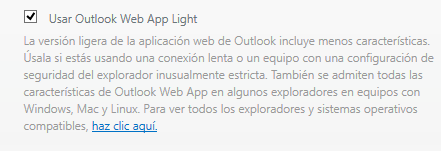 Usar Outlook Web App Light
La versión ligera de la aplicación web de Outlook incluye menos características.
Úsala si estás usando una conexión lenta o un equipo con una configuración de
seguridad del explorador inusualmente estricta. También se admiten todas las
características de Outlook Web App en algunos exploradores en equipos con
Windows, Mac y Linux. Para ver todos los exploradores y sistemas operativos
compatibles, haz clic aquí.